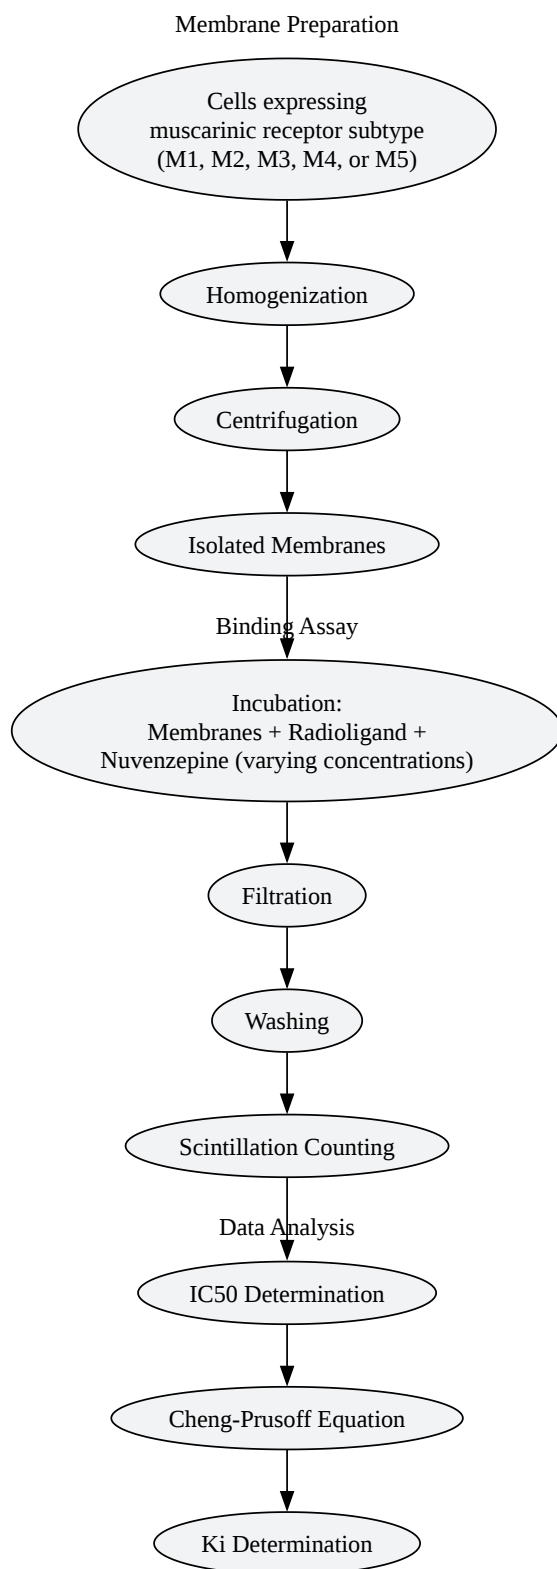 Membrane Preparation
Cells expressing
muscarinic receptor subtype
(M1, M2, M3, M4, or M5)
Homogenization
Centrifugation
Isolated Membranes
Binding Assay
Incubation:
Membranes + Radioligand +
Nuvenzepine (varying concentrations)
Filtration
Washing
Scintillation Counting
Data Analysis
IC50 Determination
Cheng-Prusoff Equation
Ki Determination